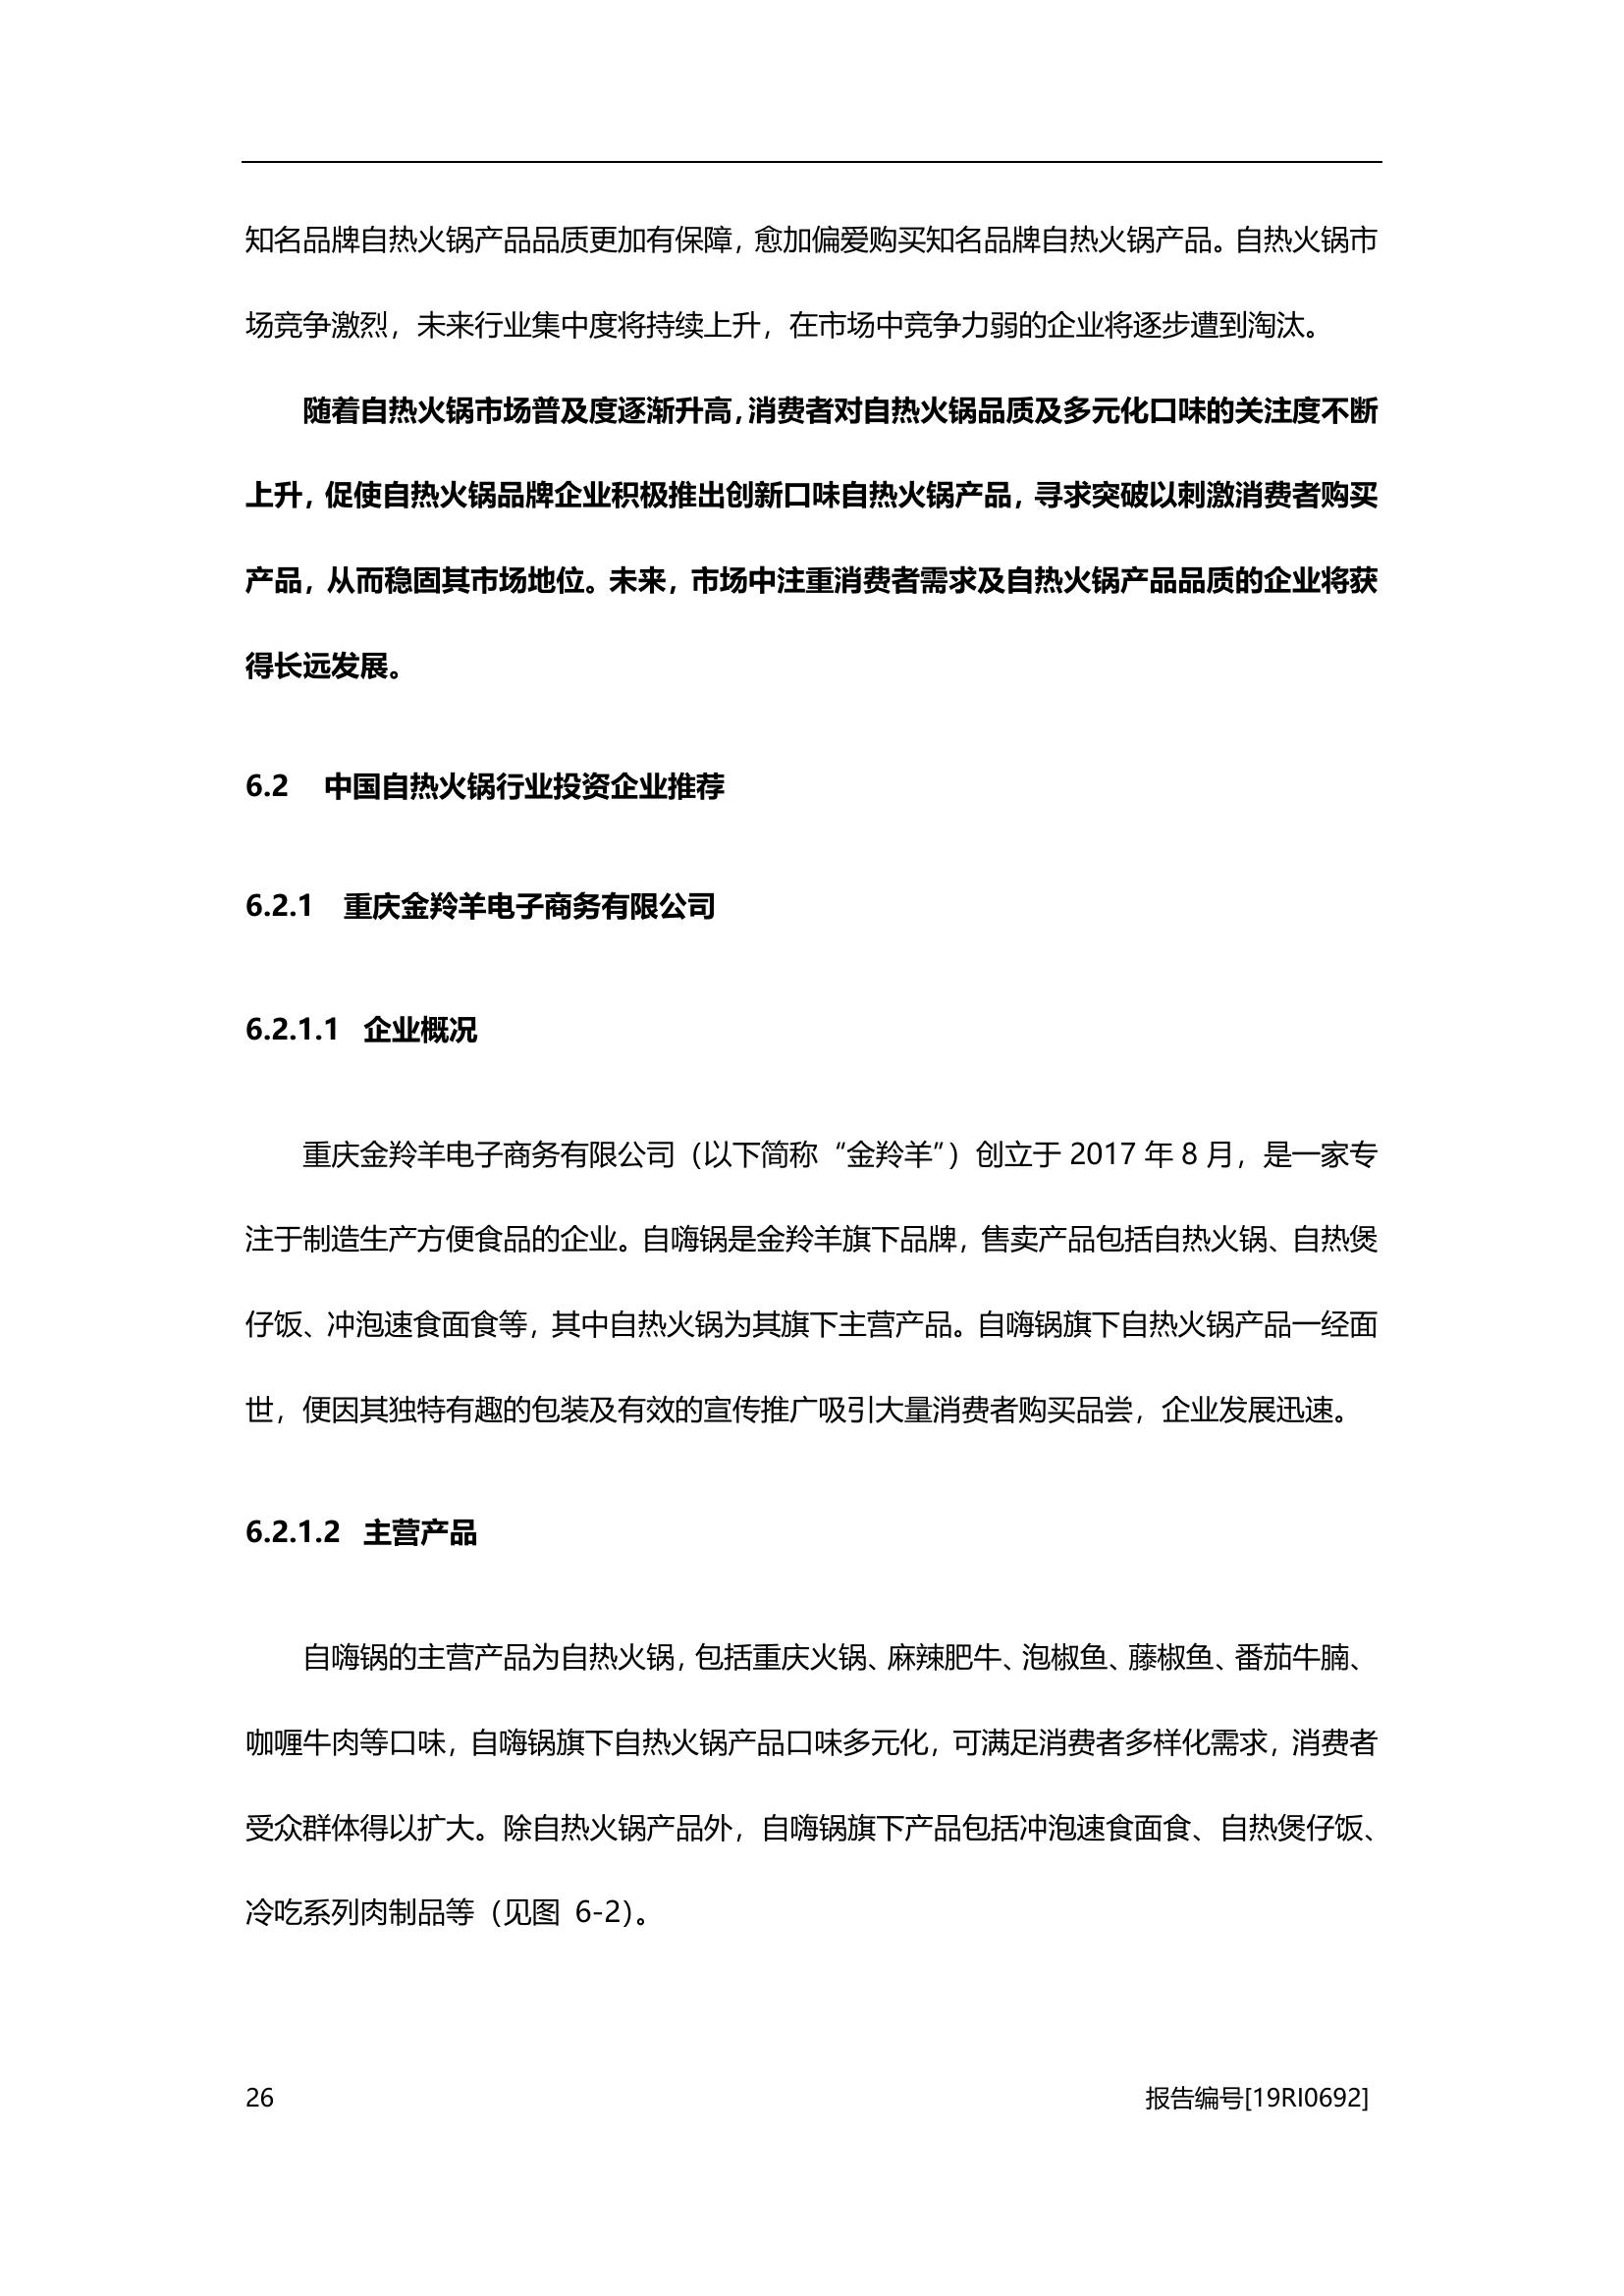 知名品牌自热火锅产品品质更加有保障，愈加偏爱购买知名品牌自热火锅产品。自热火锅市
场竞争激烈，未来行业集中度将持续上升，在市场中竞争力弱的企业将逐步遭到淘汰。
随着自热火锅市场普及度逐渐升高，消费者对自热火锅品质及多元化口味的关注度不断
上升，促使自热火锅品牌企业积极推出创新口味自热火锅产品，寻求突破以刺激消费者购买
产品，从而稳固其市场地位。未来，市场中注重消费者需求及自热火锅产品品质的企业将获
得长远发展。
6.2 中国自热火锅行业投资企业推荐
6.2.1 重庆金羚羊电子商务有限公司
6.2.1.1 企业概况
重庆金羚羊电子商务有限公司（以下简称“金羚羊”）创立于 2017 年 8 月，是一家专
注于制造生产方便食品的企业。自嗨锅是金羚羊旗下品牌，售卖产品包括自热火锅、自热煲
仔饭、冲泡速食面食等，其中自热火锅为其旗下主营产品。自嗨锅旗下自热火锅产品一经面
世，便因其独特有趣的包装及有效的宣传推广吸引大量消费者购买品尝，企业发展迅速。
6.2.1.2 主营产品
自嗨锅的主营产品为自热火锅，包括重庆火锅、麻辣肥牛、泡椒鱼、藤椒鱼、番茄牛腩、
咖喱牛肉等口味，自嗨锅旗下自热火锅产品口味多元化，可满足消费者多样化需求，消费者
受众群体得以扩大。除自热火锅产品外，自嗨锅旗下产品包括冲泡速食面食、自热煲仔饭、
冷吃系列肉制品等（见图 6-2）。
26 报告编号[19RI0692]